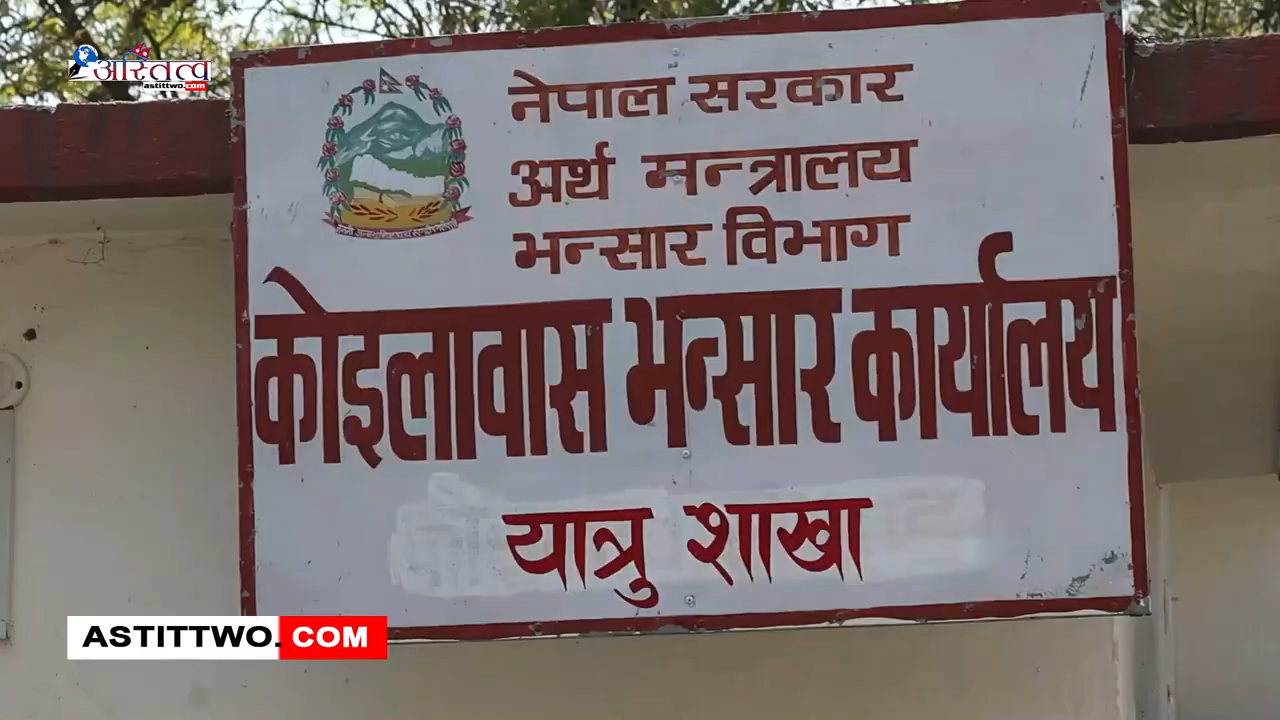 अस्तित्व
astittwo.com
नेपाल सरकार
अर्थ मन्त्रालय
भन्सार विभाग
कोइलावास भन्सार कार्यालय
यात्रु शाखा
ASTITTWO.COM